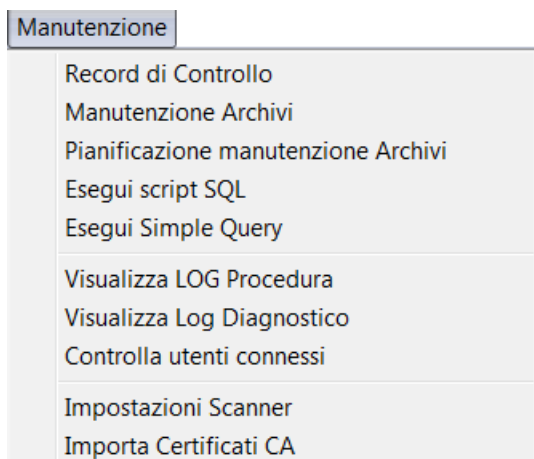 Manutenzione
Record di Controllo
Manutenzione Archivi
Pianificazione manutenzione Archivi
Esegui script SQL
Esegui Simple Query
Visualizza LOG Procedura
Visualizza Log Diagnostico
Controlla utenti connessi
Impostazioni Scanner
Importa Certificati CA